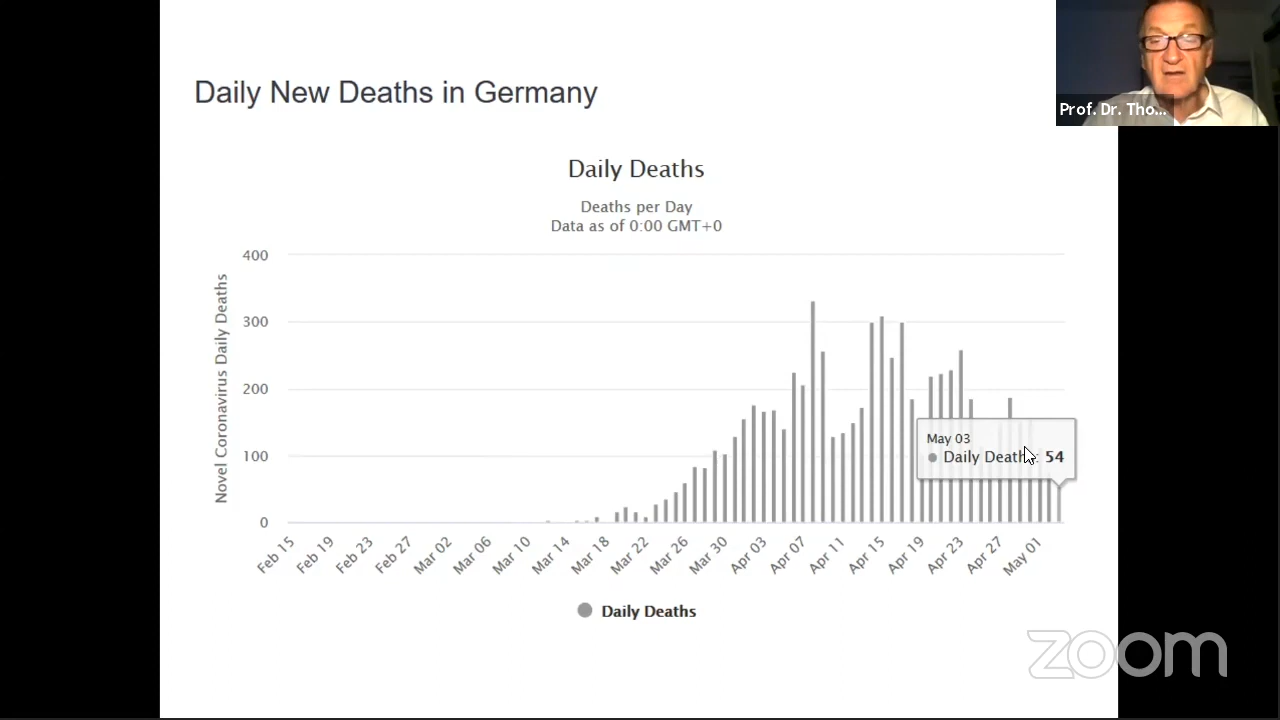 Daily New Deaths in Germany
Prof. Dr. Tho...
Daily Deaths
Deaths per Day
Data as of 0:00 GMT+0
Novel Coronavirus Daily Deaths
400
300
200
100
0
May 03
Daily Death : 54
Feb 15
Feb 19
Feb 23
Feb 27
Mar 02
Mar 06
Mar 10
Mar 14
Mar 18
Mar 22
Mar 26
Mar 30
Apr 03
Apr 07
Apr 11
Apr 15
Apr 19
Apr 23
Apr 27
May 01
Daily Deaths
zoom